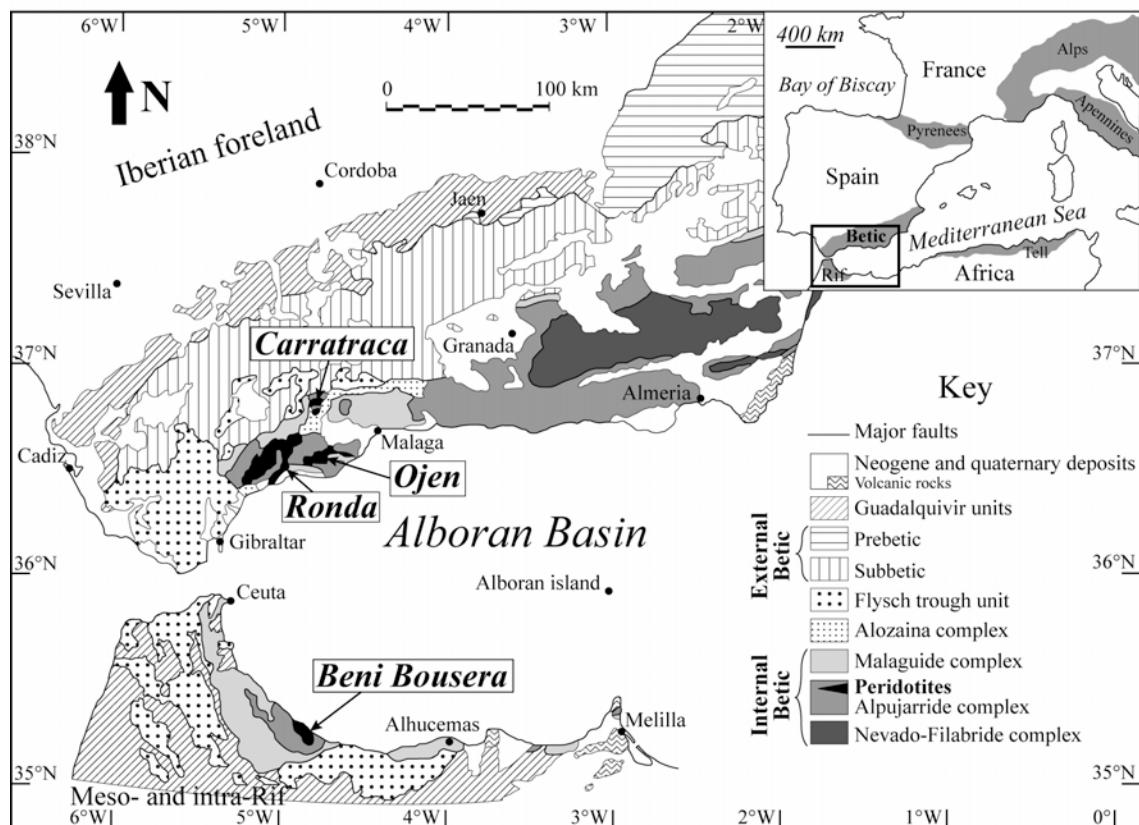 6°W 5°W 4°W 3°W 2°W
400 km
France
Alps
Bay of Biscay
Apennines
Pyrenees
Spain
Mediterranean Sea
Betic
Rif
Tell
Africa
N
0 100 km
38°N
Iberian foreland
Cordoba
Jaen
Sevilla
Carratraca
Granada
37°N 37°N
Almeria
Malaga
Cadiz
Ojen
Ronda
Gibraltar
Alboran Basin
36°N 36°N
Alboran island
Ceuta
Beni Bousera
Alhucemas
Melilla
35°N 35°N
Meso- and intra-Rif
6°W 5°W 4°W 3°W 2°W 1°W 0°
Key
Major faults
Neogene and quaternary deposits
Volcanic rocks
Guadalquivir units
External Betic
Prebetic
Subbetic
Flysch trough unit
Alozaina complex
Internal Betic
Malaguide complex
Peridotites
Alpujarride complex
Nevado-Filabride complex